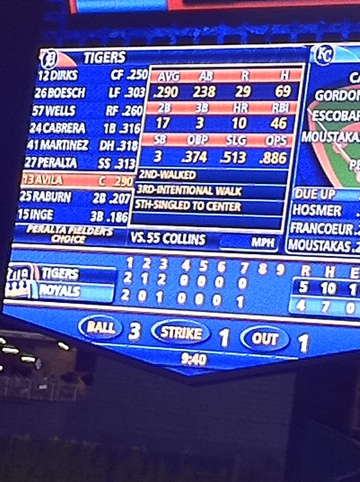 D TIGERS KC
12 DIRKS CF .250
26 BOESCH LF .303
57 WELLS RF .260
24 CABRERA 1B .316
41 MARTINEZ DH .318
27 PERALTA SS .313
13 AVILA C .290
25 RABURN 2B .207
15 INGE 3B .186
PERALTA FIELDER'S
CHOICE
AVG AB R H
.290 238 29 69
2B 3B HR RBI
17 3 10 46
SB OBP SLG OPS
3 .374 .513 .886
2ND-WALKED
3RD-INTENTIONAL WALK
5TH-SINGLED TO CENTER
VS. 55 COLLINS MPH
GORDON
ESCOBAR
MOUSTAKA
DUE UP
HOSMER
FRANCOEUR
MOUSTAKAS
1 2 3 4 5 6 7 8 9 R H E
TIGERS 2 1 2 0 0 0 0 5 10 1
ROYALS 2 0 1 0 0 0 1 4 7 0
BALL 3 STRIKE 1 OUT 1
9:40